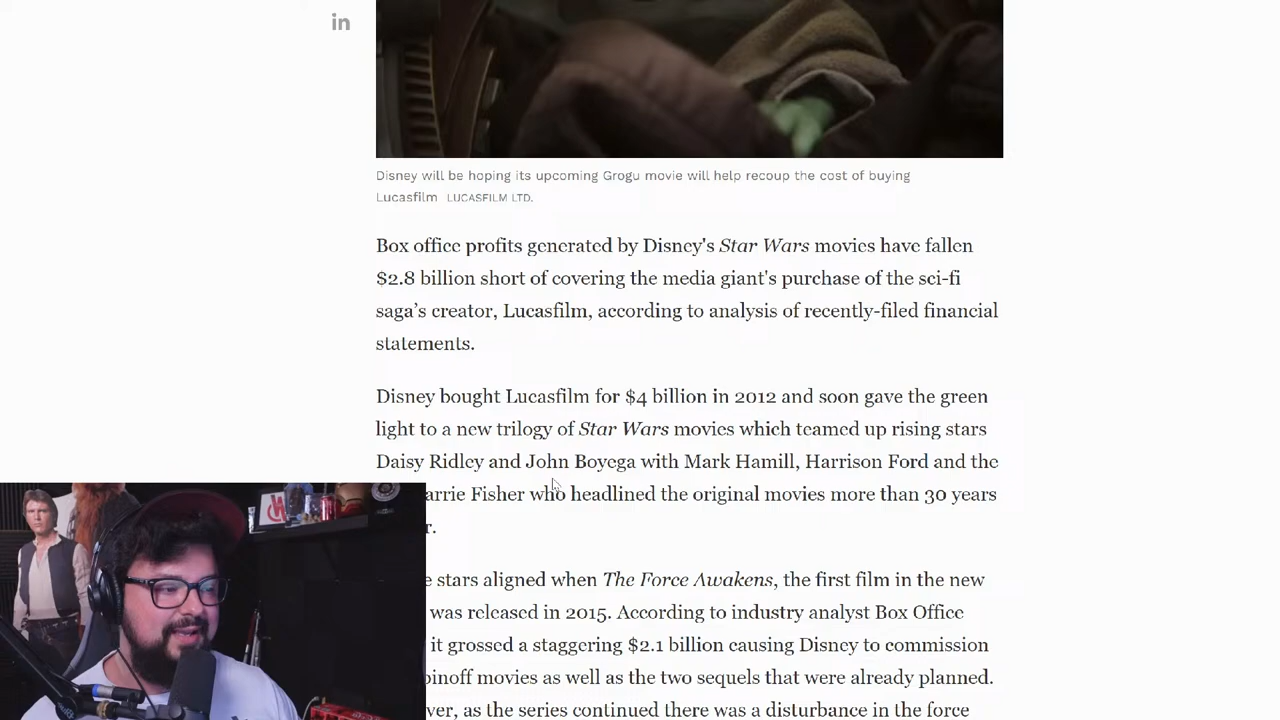 in
Disney will be hoping its upcoming Grogu movie will help recoup the cost of buying
Lucasfilm LUCASFILM LTD.
Box office profits generated by Disney's Star Wars movies have fallen
$2.8 billion short of covering the media giant's purchase of the sci-fi
saga’s creator, Lucasfilm, according to analysis of recently-filed financial
statements.
Disney bought Lucasfilm for $4 billion in 2012 and soon gave the green
light to a new trilogy of Star Wars movies which teamed up rising stars
Daisy Ridley and John Boyega with Mark Hamill, Harrison Ford and the
Fisher who headlined the original movies more than 30 years
stars aligned when The Force Awakens, the first film in the new
was released in 2015. According to industry analyst Box Office
it grossed a staggering $2.1 billion causing Disney to commission
movies as well as the two sequels that were already planned.
as the series continued there was a disturbance in the force